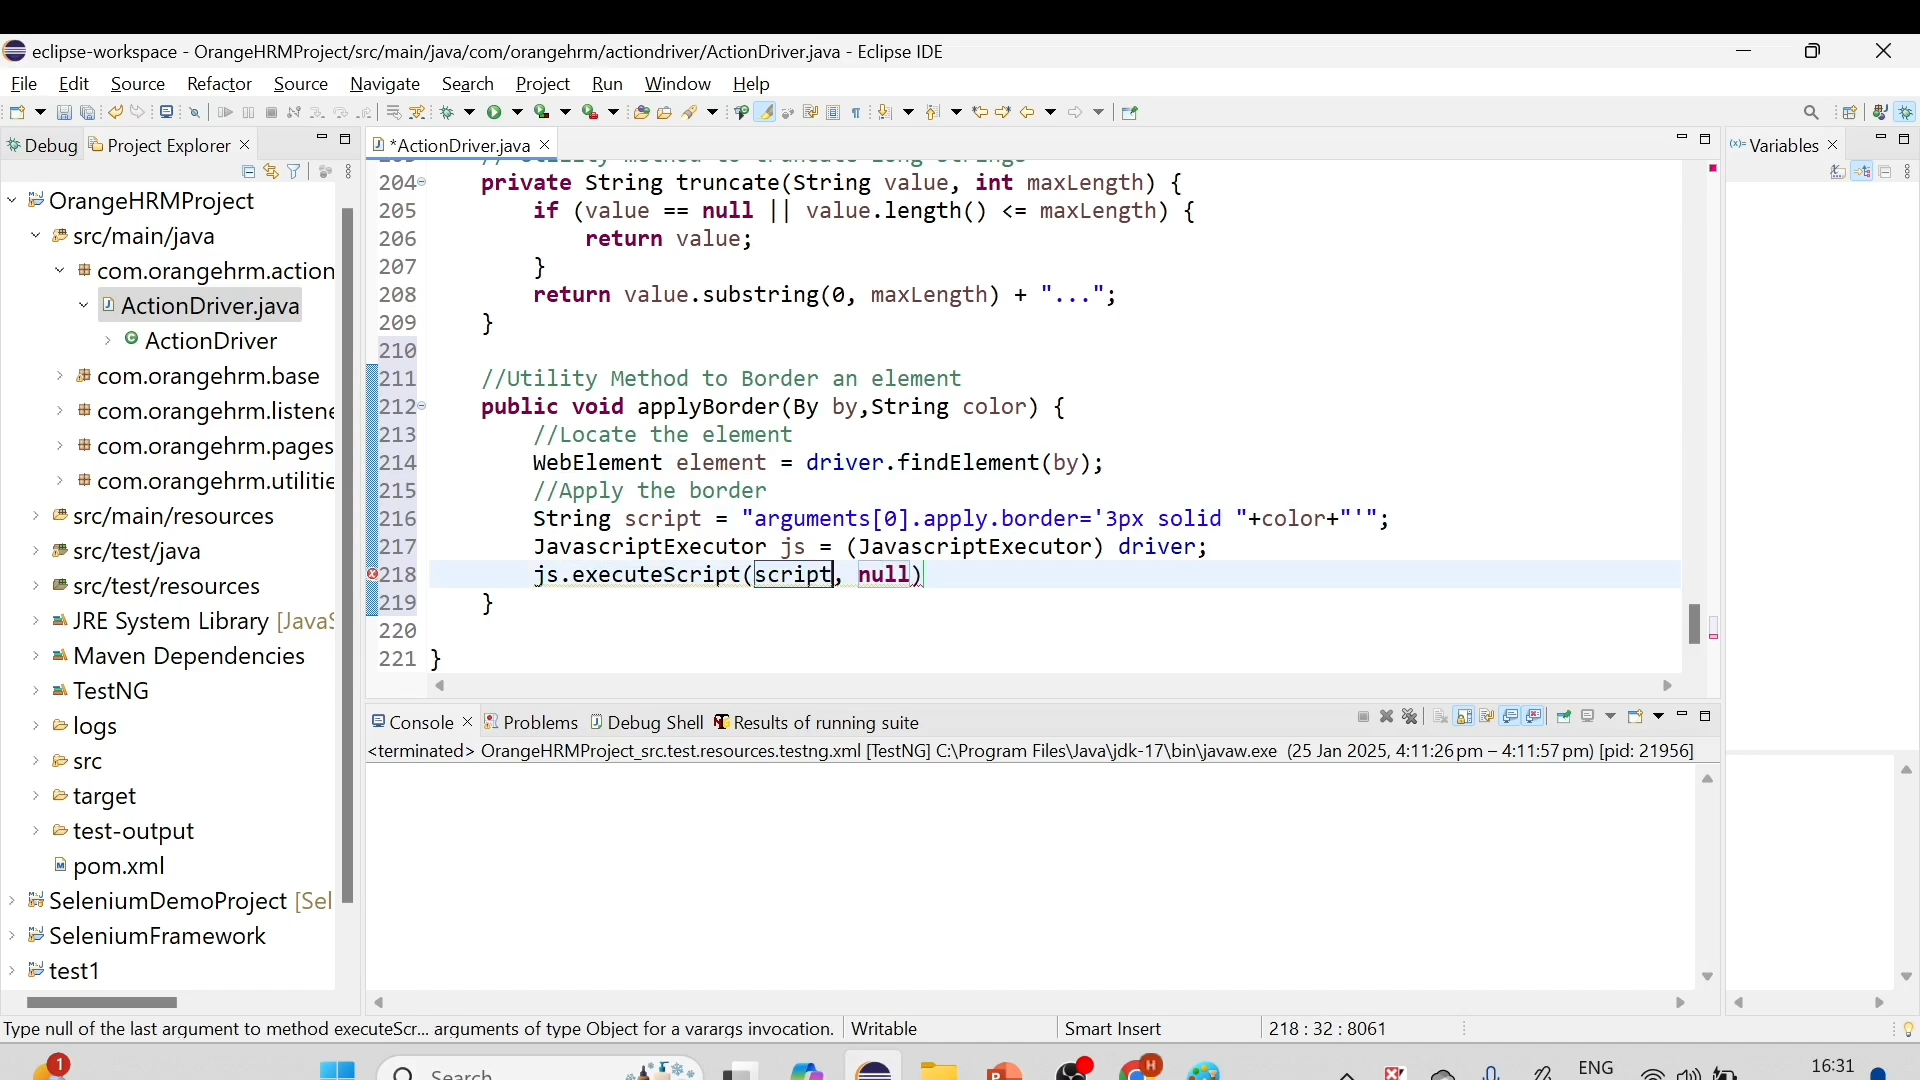 eclipse-workspace - OrangeHRMProject/src/main/java/com/orangehrm/actiondriver/ActionDriver.java - Eclipse IDE
File Edit Source Refactor Source Navigate Search Project Run Window Help
Debug Project Explorer
*ActionDriver.java
Variables
OrangeHRMProject
src/main/java
com.orangehrm.action
ActionDriver.java
ActionDriver
com.orangehrm.base
com.orangehrm.listene
com.orangehrm.pages
com.orangehrm.utilitie
src/main/resources
src/test/java
src/test/resources
JRE System Library [JavaS
Maven Dependencies
TestNG
logs
src
target
test-output
pom.xml
SeleniumDemoProject [Sel
SeleniumFramework
test1
// Utility method to truncate long strings
204 private String truncate(String value, int maxLength) {
205 if (value == null || value.length() <= maxLength) {
206 return value;
207 }
208 return value.substring(0, maxLength) + "...";
209 }
210
211 //Utility Method to Border an element
212 public void applyBorder(By by,String color) {
213 //Locate the element
214 WebElement element = driver.findElement(by);
215 //Apply the border
216 String script = "arguments[0].apply.border='3px solid "+color+"'";
217 JavascriptExecutor js = (JavascriptExecutor) driver;
218 js.executeScript(script, null)
219 }
220
221 }
Console Problems Debug Shell Results of running suite
<terminated> OrangeHRMProject_src.test.resources.testng.xml [TestNG] C:\Program Files\Java\jdk-17\bin\javaw.exe (25 Jan 2025, 4:11:26 pm – 4:11:57 pm) [pid: 21956]
Type null of the last argument to method executeScr... arguments of type Object for a varargs invocation.
Writable
Smart Insert
218 : 32 : 8061
1
Search
H
ENG
16:31